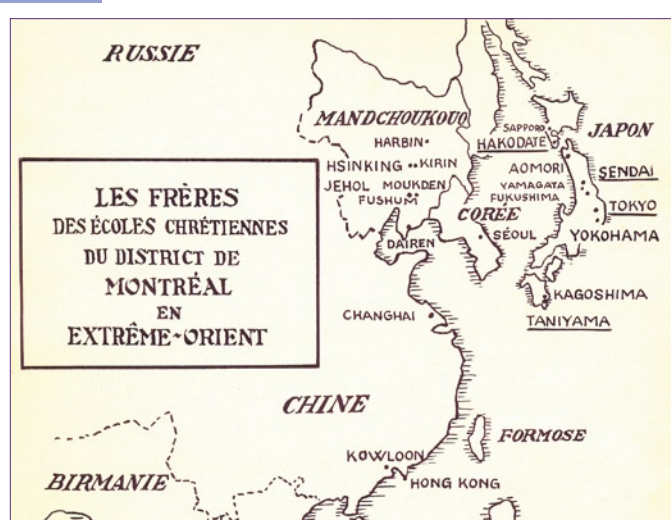 RUSSIE
MANDCHOUKOUO
HARBIN
HSINKING
KIRIN
JEHOL
MOUKDEN
FUSHUM
DAIREN
CORÉE
SÉOUL
SAPPORO
HAKODATE
JAPON
AOMORI
SENDAI
YAMAGATA
FUKUSHIMA
TOKYO
YOKOHAMA
KAGOSHIMA
TANIYAMA
LES FRÈRES
DES ÉCOLES CHRÉTIENNES
DU DISTRICT DE
MONTRÉAL
EN
EXTRÊME-ORIENT
CHANGHAI
CHINE
FORMOSE
KOWLOON
HONG KONG
BIRMANIE